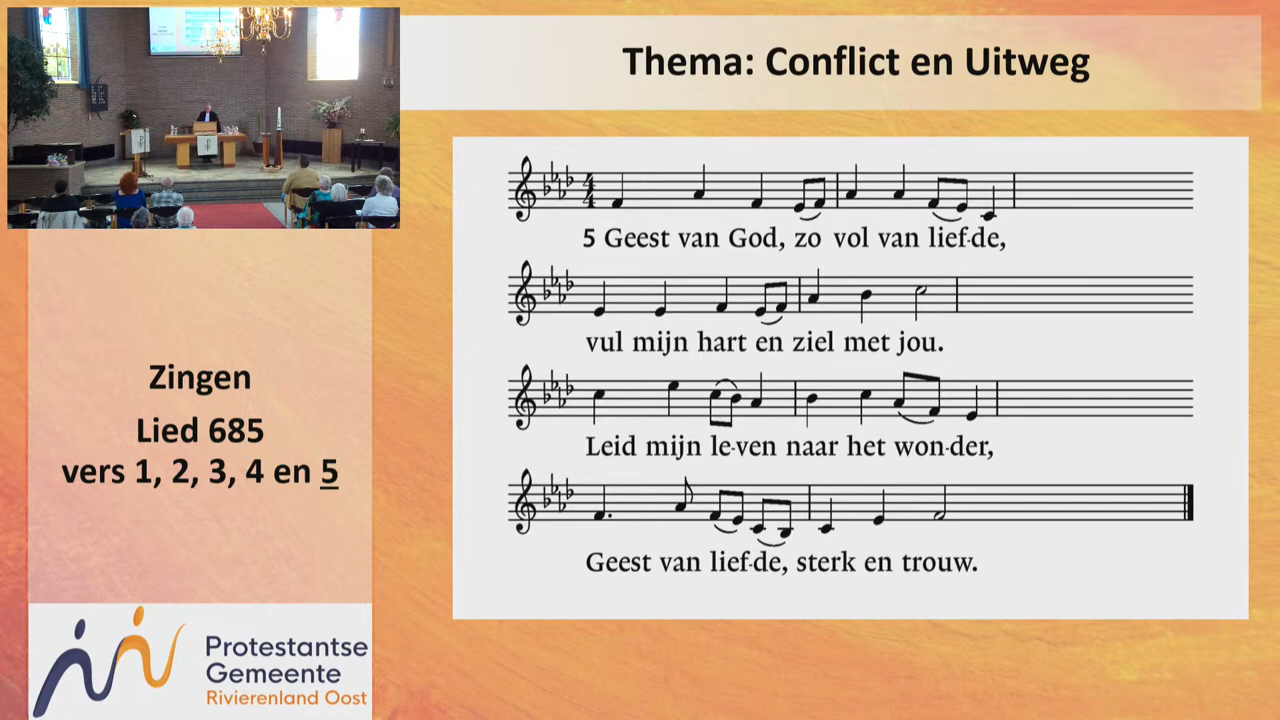 Thema: Conflict en Uitweg
5 Geest van God, zo vol van lief-de,
vul mijn hart en ziel met jou.
Leid mijn le-ven naar het won-der,
Geest van lief-de, sterk en trouw.
Zingen
Lied 685
vers 1, 2, 3, 4 en 5
Protestantse
Gemeente
Rivierenland Oost